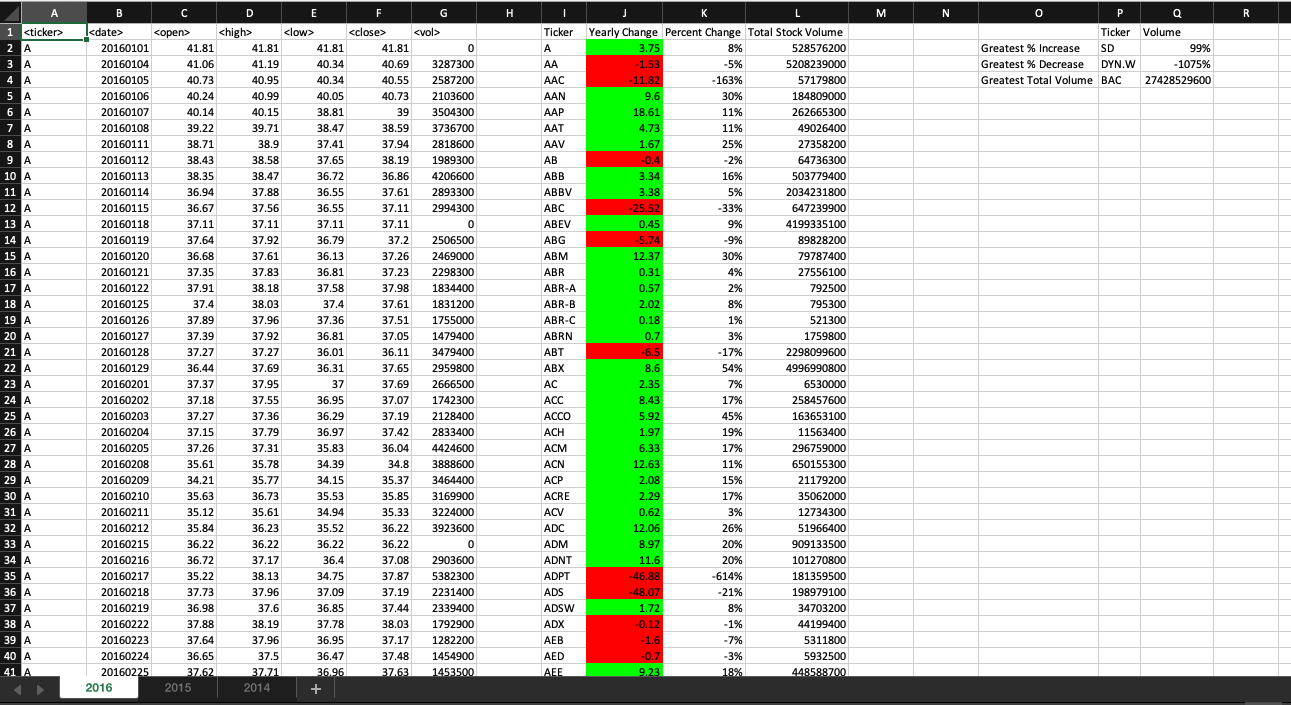 A B C D E F G H I J K L M N O P Q R
1 <ticker> <date> <open> <high> <low> <close> <vol> Ticker Yearly Change Percent Change Total Stock Volume Ticker Volume
2 A 20160101 41.81 41.81 41.81 41.81 0 A 3.75 8% 528576200 Greatest % Increase SD 99%
3 A 20160104 41.06 41.19 40.34 40.69 3287300 AA -1.53 -5% 5208239000 Greatest % Decrease DYN.W -1075%
4 A 20160105 40.73 40.95 40.34 40.55 2587200 AAC -11.82 -163% 57179800 Greatest Total Volume BAC 27428529600
5 A 20160106 40.24 40.99 40.05 40.73 2103600 AAN 9.6 30% 184809000
6 A 20160107 40.14 40.15 38.81 39 3504300 AAP 18.61 11% 262665300
7 A 20160108 39.22 39.71 38.47 38.59 3736700 AAT 4.73 11% 49026400
8 A 20160111 38.71 38.9 37.41 37.94 2818600 AAV 1.67 25% 27358200
9 A 20160112 38.43 38.58 37.65 38.19 1989300 AB -0.4 -2% 64736300
10 A 20160113 38.35 38.47 36.72 36.86 4206600 ABB 3.34 16% 503779400
11 A 20160114 36.94 37.88 36.55 37.61 2893300 ABBV 3.38 5% 2034231800
12 A 20160115 36.67 37.56 36.55 37.11 2994300 ABC -25.52 -33% 647239900
13 A 20160118 37.11 37.11 37.11 37.11 0 ABEV 0.45 9% 4199335100
14 A 20160119 37.64 37.92 36.79 37.2 2506500 ABG -5.74 -9% 89828200
15 A 20160120 36.68 37.61 36.13 37.26 2469000 ABM 12.37 30% 79787400
16 A 20160121 37.35 37.83 36.81 37.23 2298300 ABR 0.31 4% 27556100
17 A 20160122 37.91 38.18 37.58 37.98 1834400 ABR-A 0.57 2% 792500
18 A 20160125 37.4 38.03 37.4 37.61 1831200 ABR-B 2.02 8% 795300
19 A 20160126 37.89 37.96 37.36 37.51 1755000 ABR-C 0.18 1% 521300
20 A 20160127 37.39 37.92 36.81 37.05 1479400 ABRN 0.7 3% 1759800
21 A 20160128 37.27 37.27 36.01 36.11 3479400 ABT -6.5 -17% 2298099600
22 A 20160129 36.44 37.69 36.31 37.65 2959800 ABX 8.6 54% 4996990800
23 A 20160201 37.37 37.95 37 37.69 2666500 AC 2.35 7% 6530000
24 A 20160202 37.18 37.55 36.95 37.07 1742300 ACC 8.43 17% 258457600
25 A 20160203 37.27 37.36 36.29 37.19 2128400 ACCO 5.92 45% 163653100
26 A 20160204 37.15 37.79 36.97 37.42 2833400 ACH 1.97 19% 11563400
27 A 20160205 37.26 37.31 35.83 36.04 4424600 ACM 6.33 17% 296759000
28 A 20160208 35.61 35.78 34.39 34.8 3888600 ACN 12.63 11% 650155300
29 A 20160209 34.21 35.77 34.15 35.37 3464400 ACP 2.08 15% 21179200
30 A 20160210 35.63 36.73 35.53 35.85 3169900 ACRE 2.29 17% 35062000
31 A 20160211 35.12 35.61 34.94 35.33 3224000 ACV 0.62 3% 12734300
32 A 20160212 35.84 36.23 35.52 36.22 3923600 ADC 12.06 26% 51966400
33 A 20160215 36.22 36.22 36.22 36.22 0 ADM 8.97 20% 909133500
34 A 20160216 36.72 37.17 36.4 37.08 2903600 ADNT 11.6 20% 101270800
35 A 20160217 35.22 38.13 34.75 37.87 5382300 ADPT -46.88 -614% 181359500
36 A 20160218 37.73 37.96 37.09 37.19 2231400 ADS -48.07 -21% 198979100
37 A 20160219 36.98 37.6 36.85 37.44 2339400 ADSW 1.72 8% 34703200
38 A 20160222 37.88 38.19 37.78 38.03 1792900 ADX -0.12 -1% 44199400
39 A 20160223 37.64 37.96 36.95 37.17 1282200 AEB -1.6 -7% 5311800
40 A 20160224 36.65 37.5 36.47 37.48 1454900 AED -0.7 -3% 5932500
41 A 20160225 37.62 37.71 36.96 37.63 1453500 AEE 9.23 18% 448588700
2016 2015 2014 +